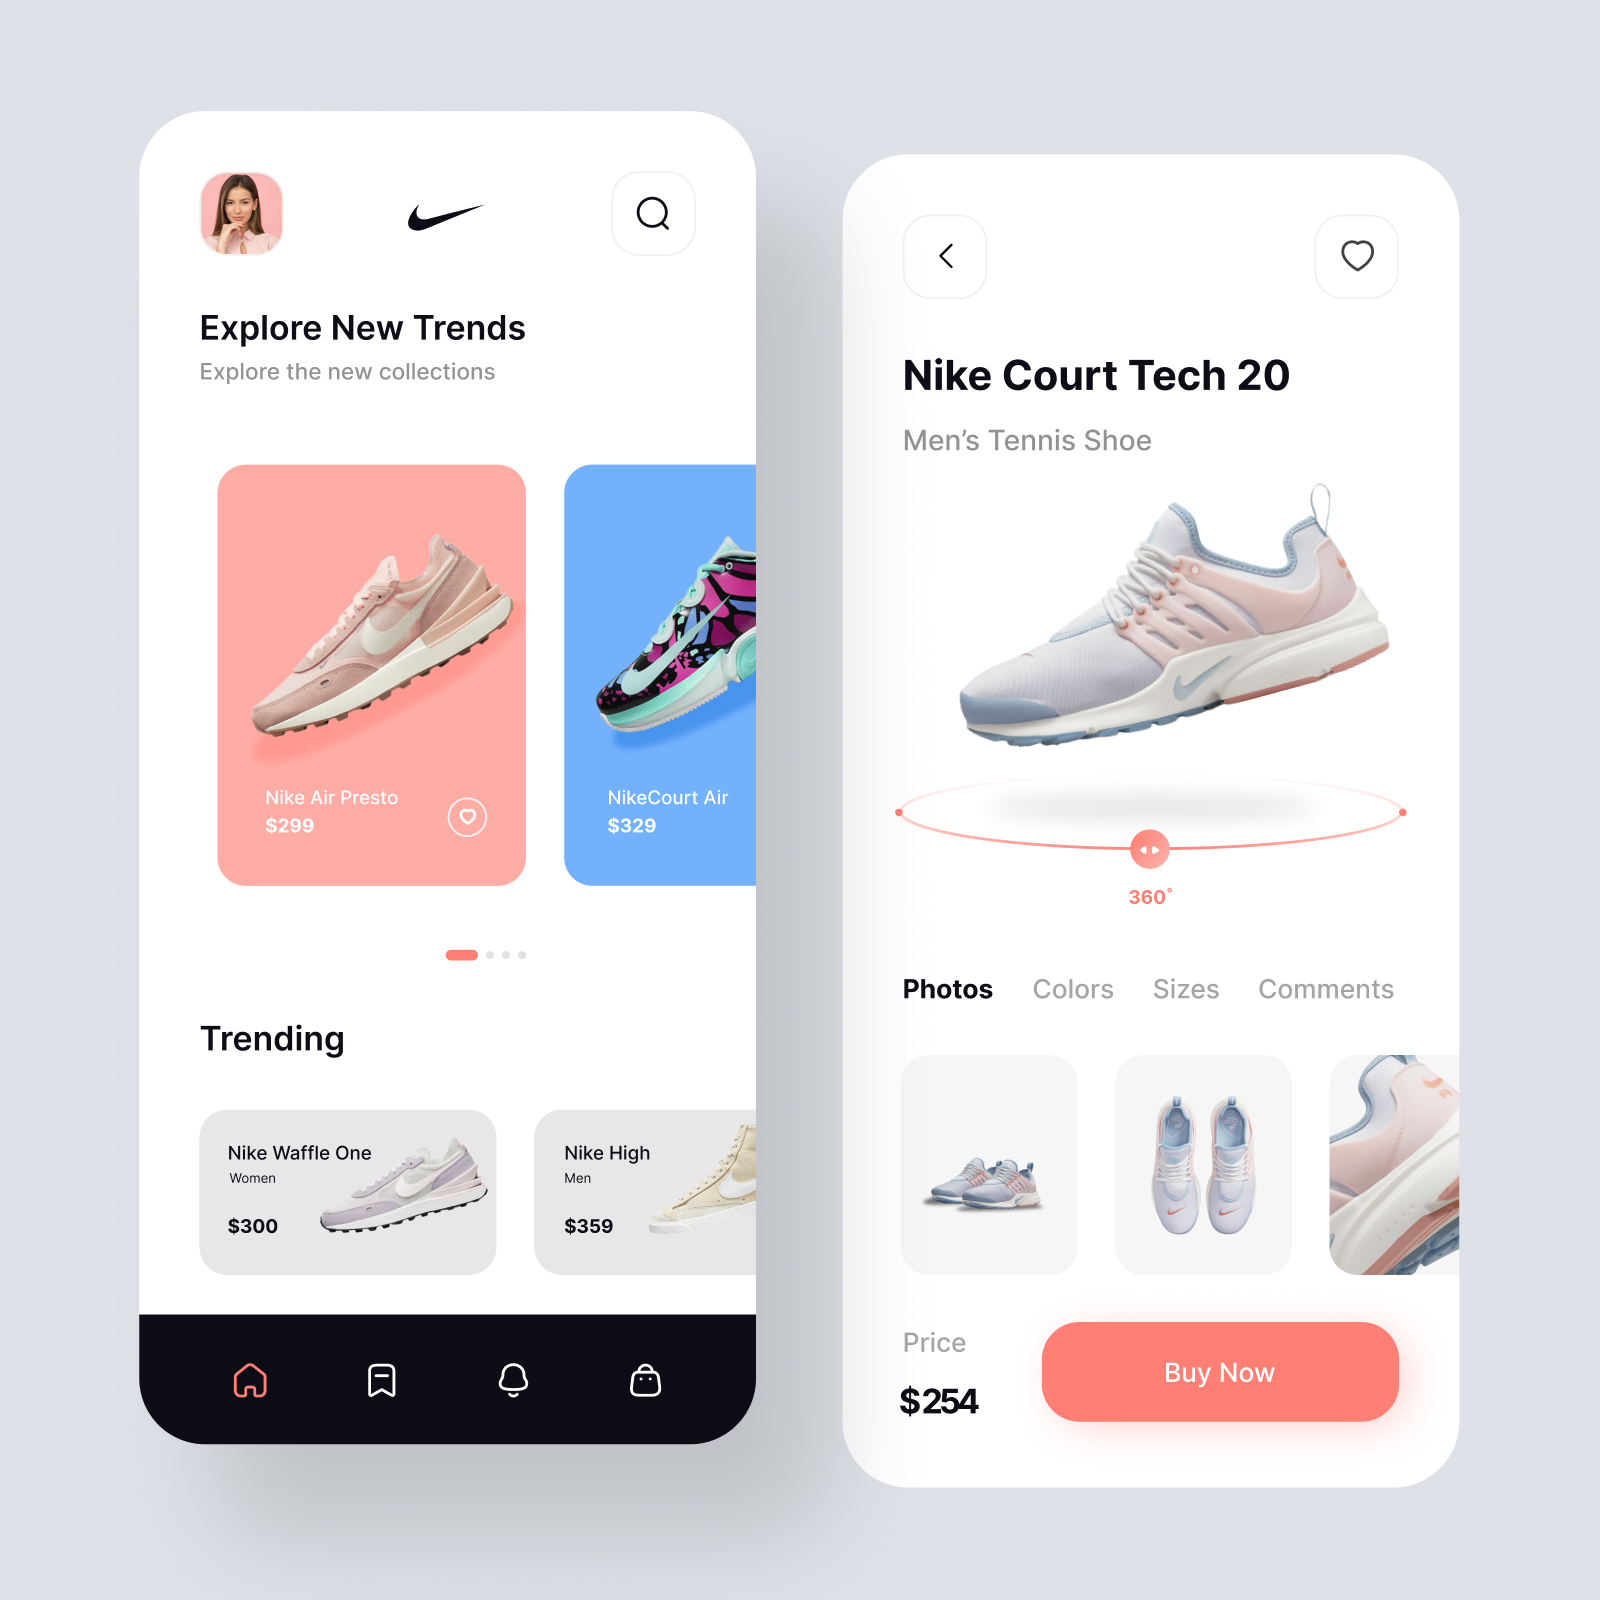 Explore New Trends
Explore the new collections
Nike Air Presto
$299
NikeCourt Air
$329
Trending
Nike Waffle One
Women
$300
Nike High
Men
$359
Nike Court Tech 20
Men’s Tennis Shoe
360°
Photos Colors Sizes Comments
Price
$254
Buy Now